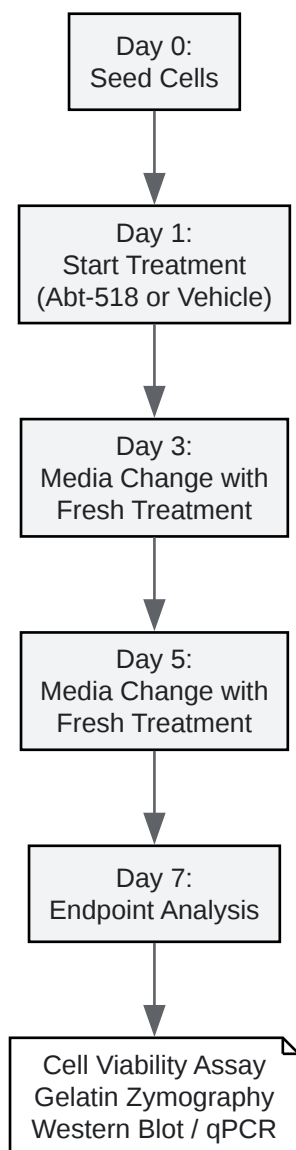 Day 0:
Seed Cells
Day 1:
Start Treatment
(Abt-518 or Vehicle)
Day 3:
Media Change with
Fresh Treatment
Day 5:
Media Change with
Fresh Treatment
Day 7:
Endpoint Analysis
Cell Viability Assay
Gelatin Zymography
Western Blot / qPCR